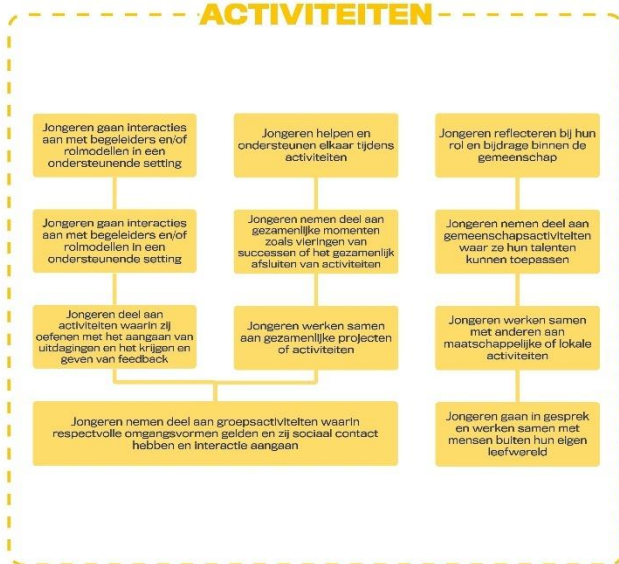 ACTIVITEITEN
Jongeren gaan interacties
aan met begeleiders en/of
rolmodellen in een
ondersteunende setting
Jongeren helpen en
ondersteunen elkaar tijdens
activiteiten
Jongeren reflecteren bij hun
rol en bijdrage binnen de
gemeenschap
Jongeren gaan interacties
aan met begeleiders en/of
rolmodellen in een
ondersteunende setting
Jongeren nemen deel aan
gezamenlijke momenten
zoals vieringen van
successen of het gezamenlijk
afsluiten van activiteiten
Jongeren nemen deel aan
gemeenschapsactiviteiten
waar ze hun talenten
kunnen toepassen
Jongeren deel aan
activiteiten waarin zij
oefenen met het aangaan van
uitdagingen en het krijgen en
geven van feedback
Jongeren werken samen
aan gezamenlijke projecten
of activiteiten
Jongeren werken samen
met anderen aan
maatschappelijke of lokale
activiteiten
Jongeren nemen deel aan groepsactiviteiten waarin
respectvolle omgangsvormen gelden en zij sociaal contact
hebben en interactie aangaan
Jongeren gaan in gesprek
en werken samen met
mensen buiten hun eigen
leefwereld